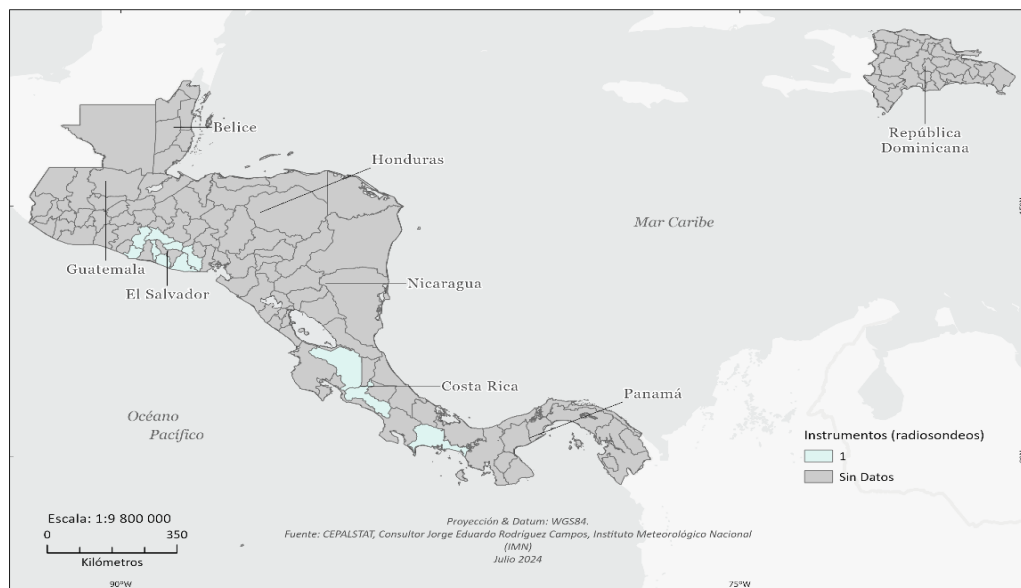 Belice
Honduras
República
Dominicana
Mar Caribe
Guatemala
El Salvador
Nicaragua
Costa Rica
Panamá
Océano
Pacífico
Instrumentos (radiosondeos)
1
Sin Datos
Escala: 1:9 800 000
0 350
Kilómetros
Proyección & Datum: WGS84.
Fuente: CEPALSTAT, Consultor Jorge Eduardo Rodríguez Campos, Instituto Meteorológico Nacional
(IMN)
Julio 2024
90°W 75°W